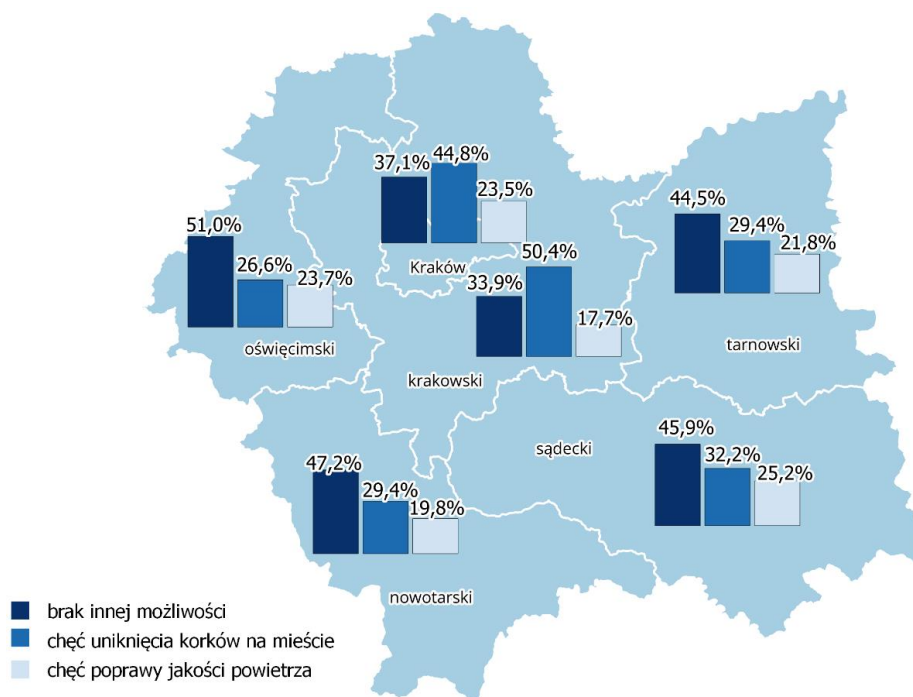 37,1%
44,8%
23,5%
Kraków
51,0%
26,6%
23,7%
oświęcimski
33,9%
50,4%
17,7%
krakowski
44,5%
29,4%
21,8%
tarnowski
47,2%
29,4%
19,8%
nowotarski
sądecki
45,9%
32,2%
25,2%
brak innej możliwości
chęć uniknięcia korków na mieście
chęć poprawy jakości powietrza